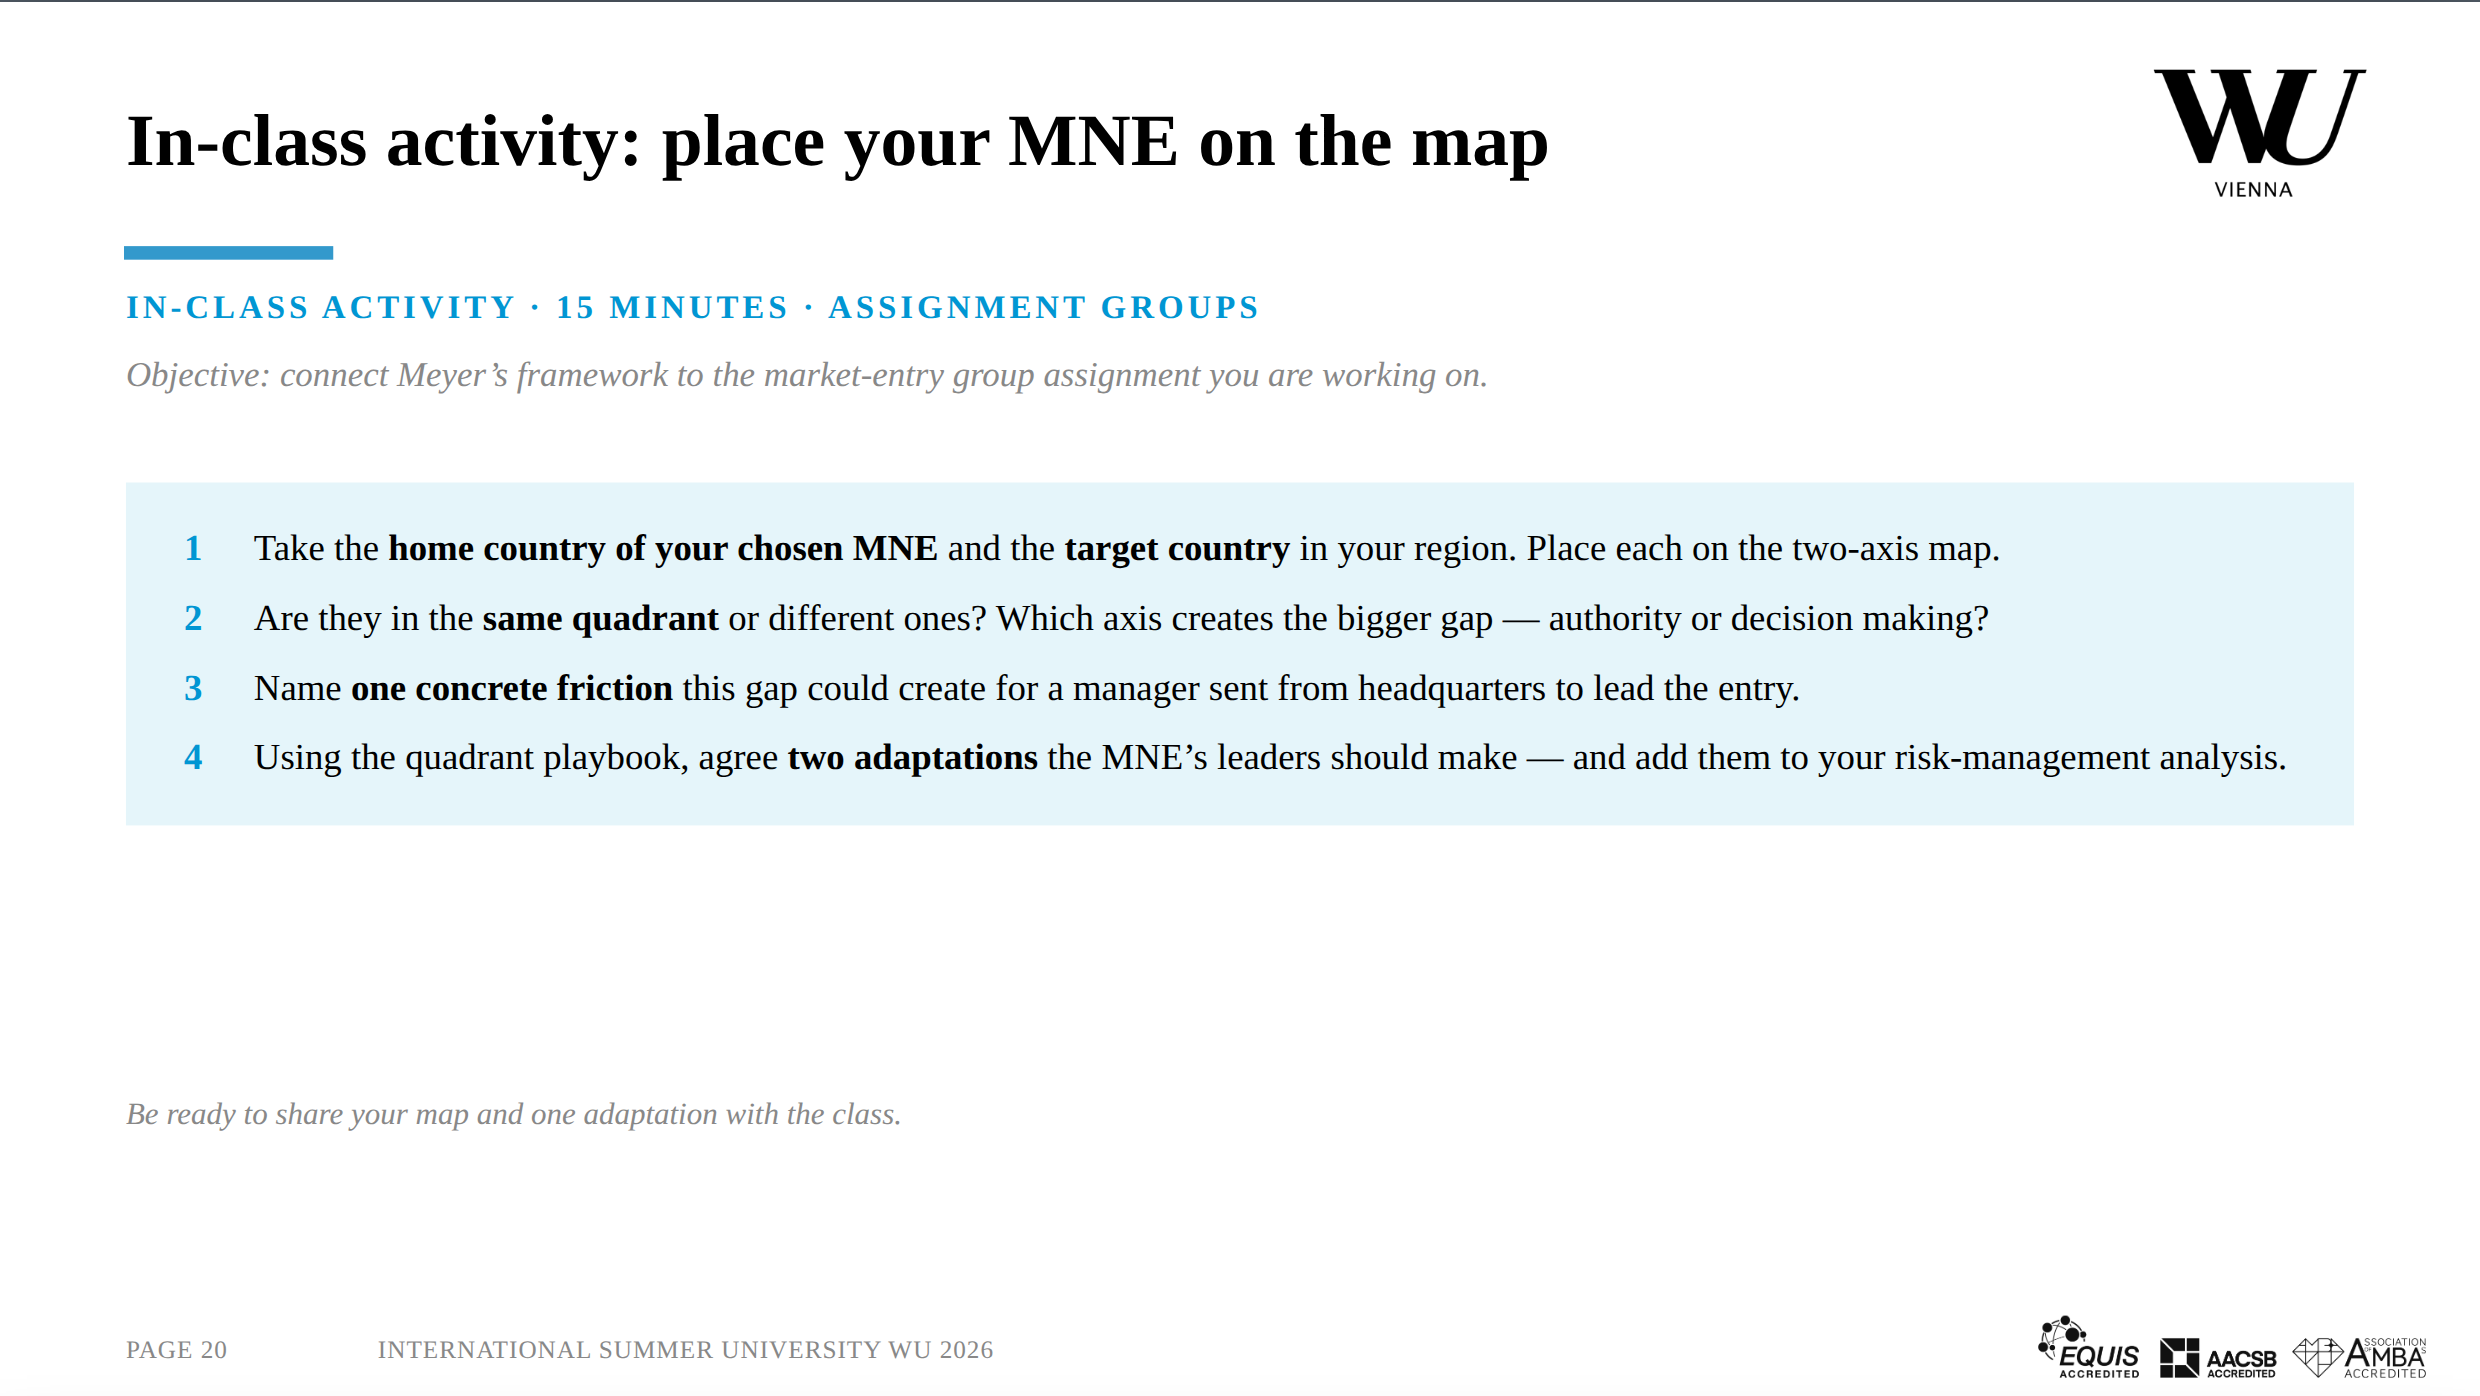 In-class activity: place your MNE on the map
WU
VIENNA
IN-CLASS ACTIVITY · 15 MINUTES · ASSIGNMENT GROUPS
Objective: connect Meyer’s framework to the market-entry group assignment you are working on.
1 Take the home country of your chosen MNE and the target country in your region. Place each on the two-axis map.
2 Are they in the same quadrant or different ones? Which axis creates the bigger gap — authority or decision making?
3 Name one concrete friction this gap could create for a manager sent from headquarters to lead the entry.
4 Using the quadrant playbook, agree two adaptations the MNE’s leaders should make — and add them to your risk-management analysis.
Be ready to share your map and one adaptation with the class.
PAGE 20 INTERNATIONAL SUMMER UNIVERSITY WU 2026
EQUIS
ACCREDITED
AACSB
ACCREDITED
ASSOCIATION
OF MBAS
ACCREDITED